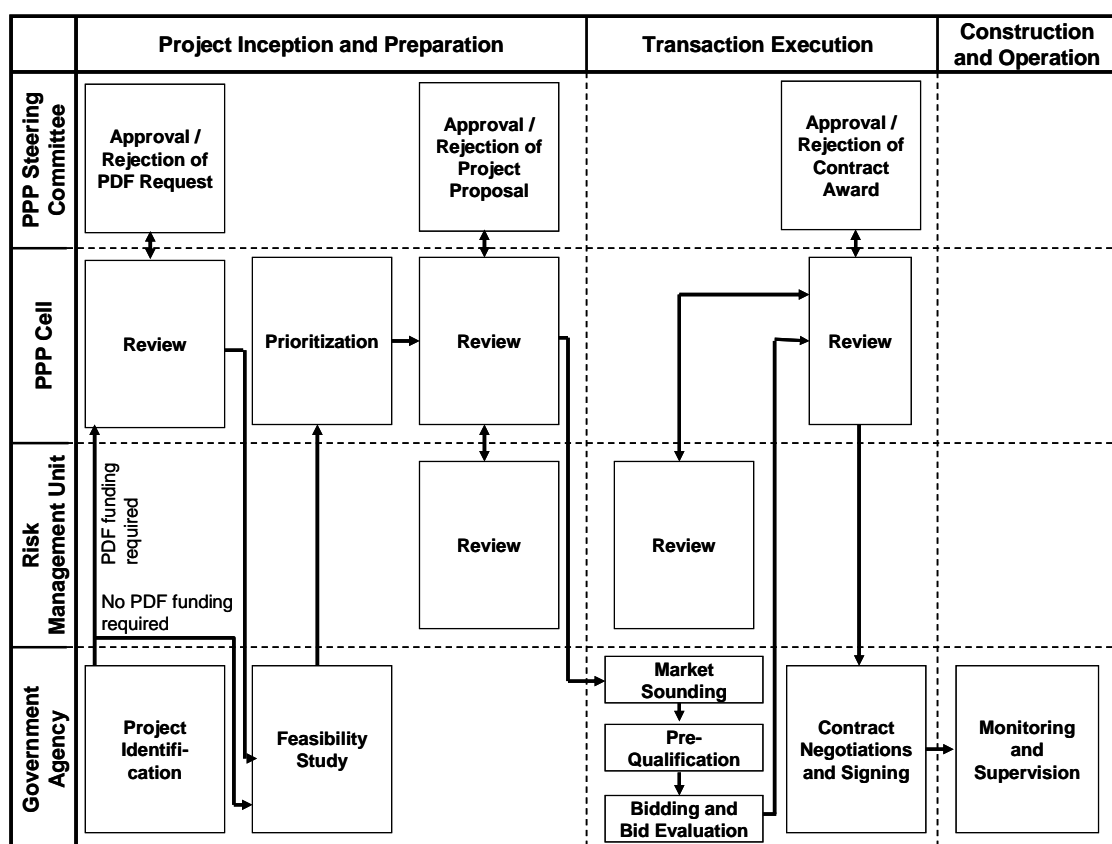 Project Inception and Preparation
Transaction Execution
Construction
and Operation
PPP Steering
Committee
Approval /
Rejection of
PDF Request
Approval /
Rejection of
Project
Proposal
Approval /
Rejection of
Contract
Award
PPP Cell
Review
Prioritization
Review
Review
Risk
Management Unit
PDF funding
required
No PDF funding
required
Review
Review
Government
Agency
Project
Identifi-
cation
Feasibility
Study
Market
Sounding
Pre-
Qualification
Bidding and
Bid Evaluation
Contract
Negotiations
and Signing
Monitoring
and
Supervision